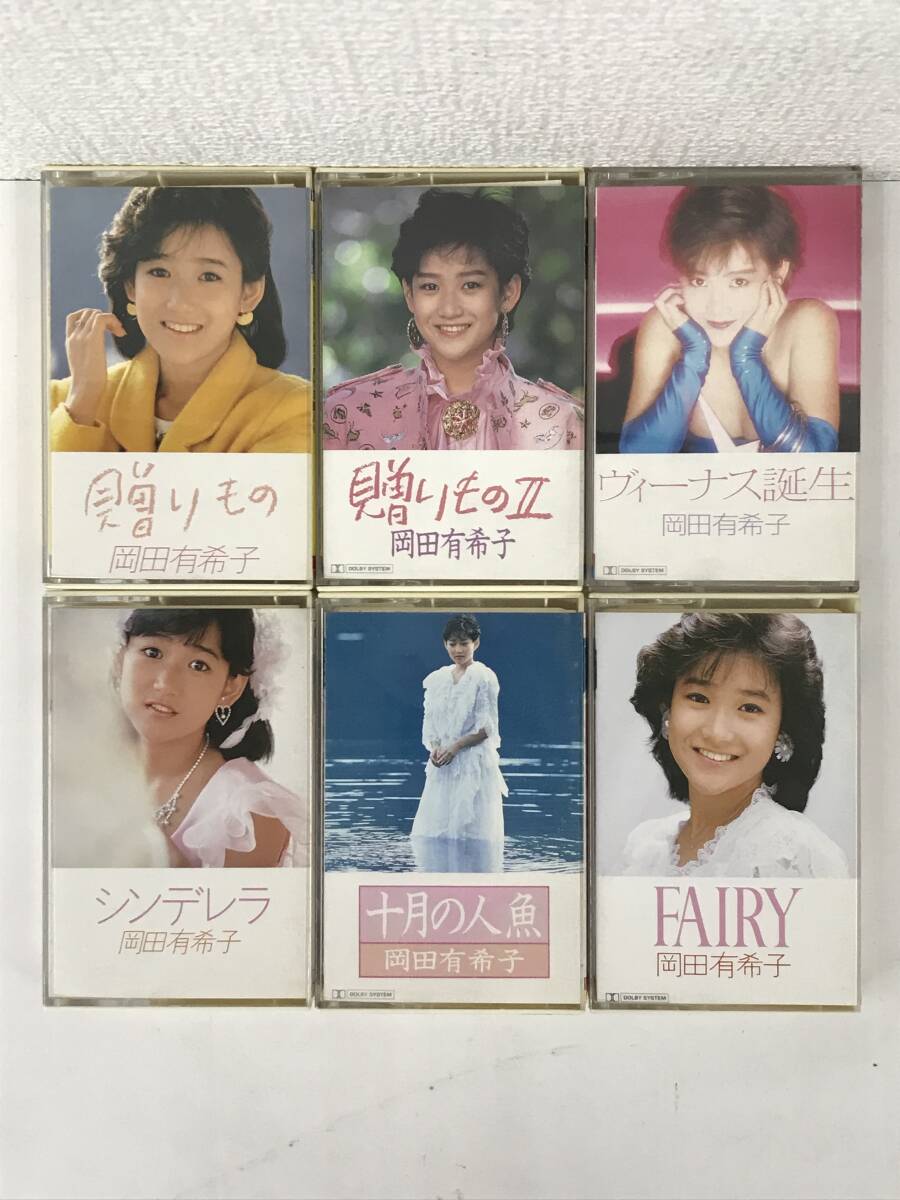 贈りもの
岡田有希子
贈りものII
岡田有希子
DOLBY SYSTEM
ヴィーナス誕生
岡田有希子
DOLBY SYSTEM
シンデレラ
岡田有希子
十月の人魚
岡田有希子
DOLBY SYSTEM
FAIRY
岡田有希子
DOLBY SYSTEM